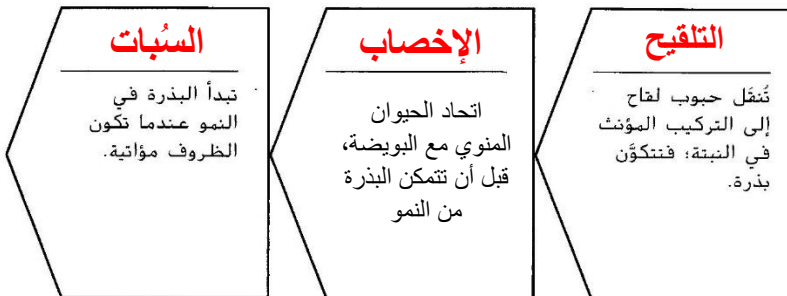 التلقيح
تُنقَل حبوب لقاح
إلى التركيب المؤنث
في النبتة؛ فتتكوَّن
بذرة.
الإخصاب
اتحاد الحيوان
المنوي مع البويضة،
قبل أن تتمكن البذرة
من النمو
السُبات
تبدأ البذرة في
النمو عندما تكون
الظروف مؤاتية.